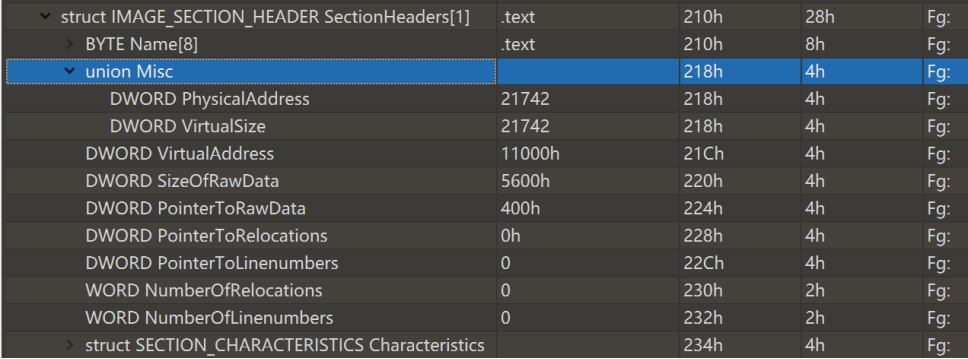 struct IMAGE_SECTION_HEADER SectionHeaders[1] .text 210h 28h Fg:
BYTE Name[8] .text 210h 8h Fg:
union Misc 218h 4h Fg:
DWORD PhysicalAddress 21742 218h 4h Fg:
DWORD VirtualSize 21742 218h 4h Fg:
DWORD VirtualAddress 11000h 21Ch 4h Fg:
DWORD SizeOfRawData 5600h 220h 4h Fg:
DWORD PointerToRawData 400h 224h 4h Fg:
DWORD PointerToRelocations 0h 228h 4h Fg:
DWORD PointerToLinenumbers 0 22Ch 4h Fg:
WORD NumberOfRelocations 0 230h 2h Fg:
WORD NumberOfLinenumbers 0 232h 2h Fg:
struct SECTION_CHARACTERISTICS Characteristics 234h 4h Fg: